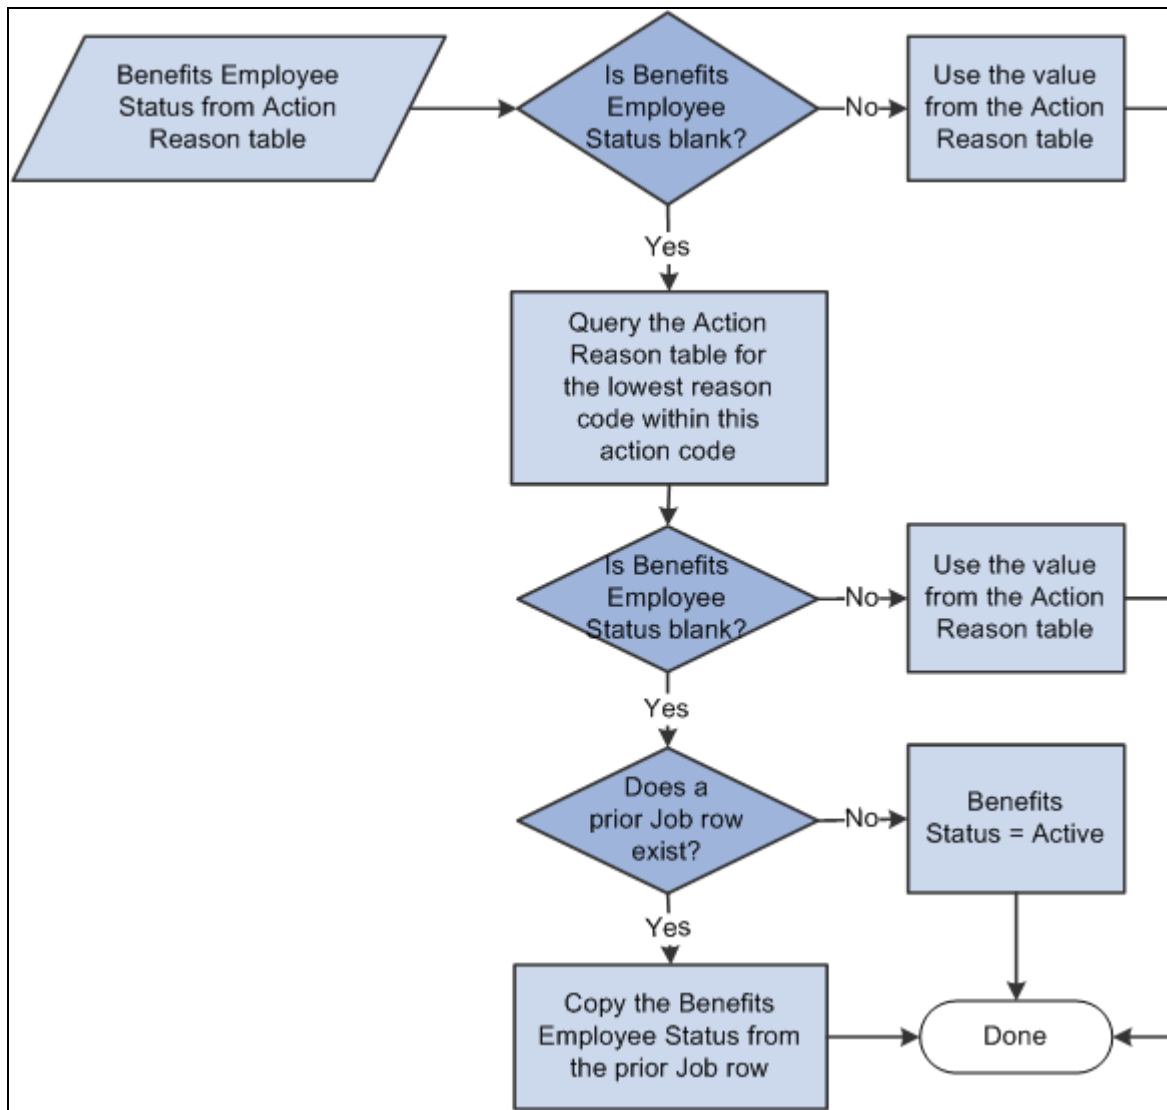 Benefits Employee
Status from Action
Reason table
Is Benefits
Employee
Status blank?
No
Use the value
from the Action
Reason table
Yes
Query the Action
Reason table for
the lowest reason
code within this
action code
Is Benefits
Employee
Status blank?
No
Use the value
from the Action
Reason table
Yes
Does a
prior Job row
exist?
No
Benefits
Status = Active
Yes
Copy the Benefits
Employee Status from
the prior Job row
Done